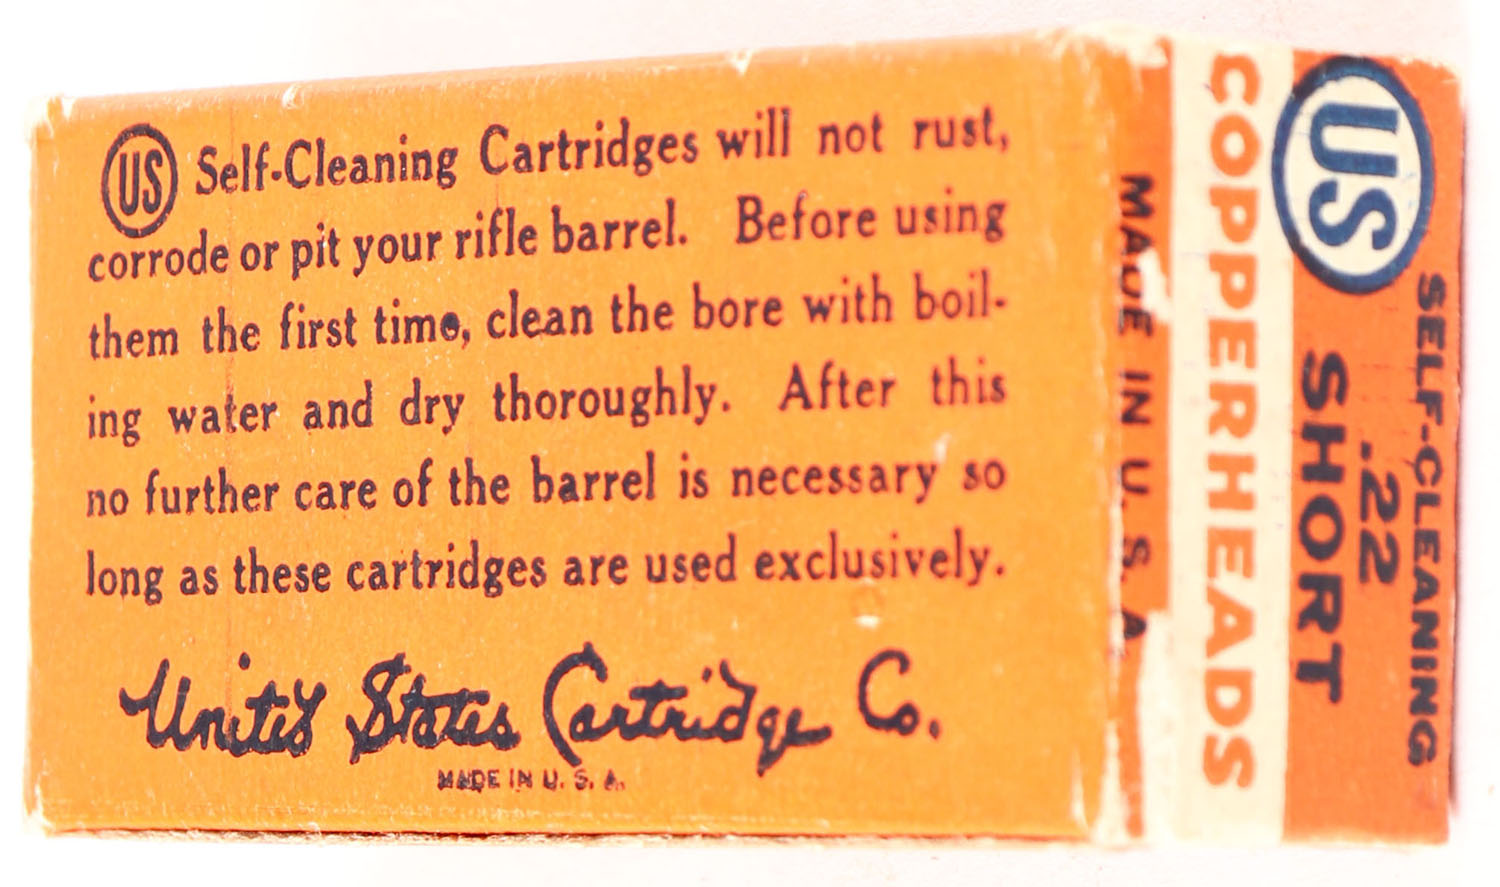 US Self-Cleaning Cartridges will not rust,
corrode or pit your rifle barrel. Before using
them the first time, clean the bore with boil-
ing water and dry thoroughly. After this
no further care of the barrel is necessary so
long as these cartridges are used exclusively.
United States Cartridge Co.
MADE IN U. S. A.
US
SELF-CLEANING
.22
SHORT
COPPERHEADS
MADE IN U. S. A